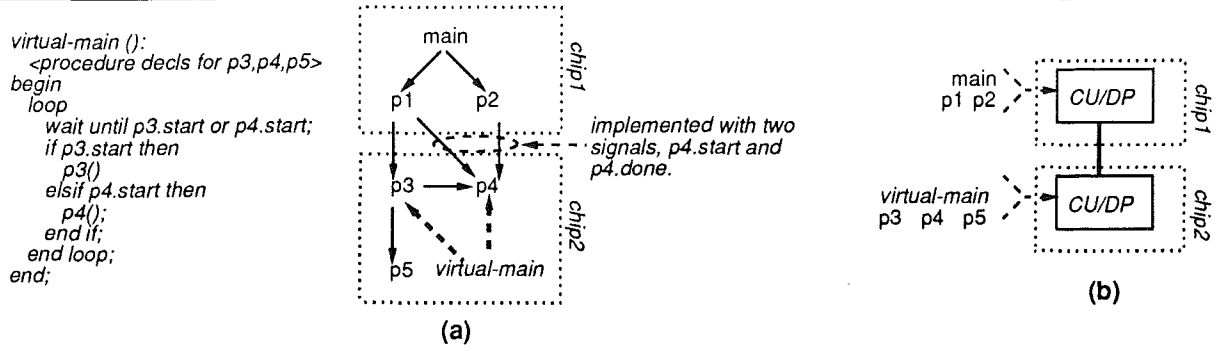 virtual-main ():
<procedure decls for p3,p4,p5>
begin
loop
wait until p3.start or p4.start;
if p3.start then
p3()
elsif p4.start then
p4();
end if;
end loop;
end;
main
p1 p2
chip1
p3 p4
chip2
p5 virtual-main
implemented with two
signals, p4.start and
p4.done.
(a)
main
p1 p2
CU/DP
chip1
virtual-main
p3 p4 p5
CU/DP
chip2
(b)